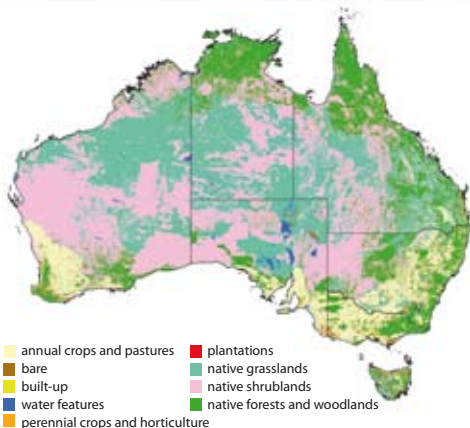 annual crops and pastures
bare
built-up
water features
perennial crops and horticulture
plantations
native grasslands
native shrublands
native forests and woodlands